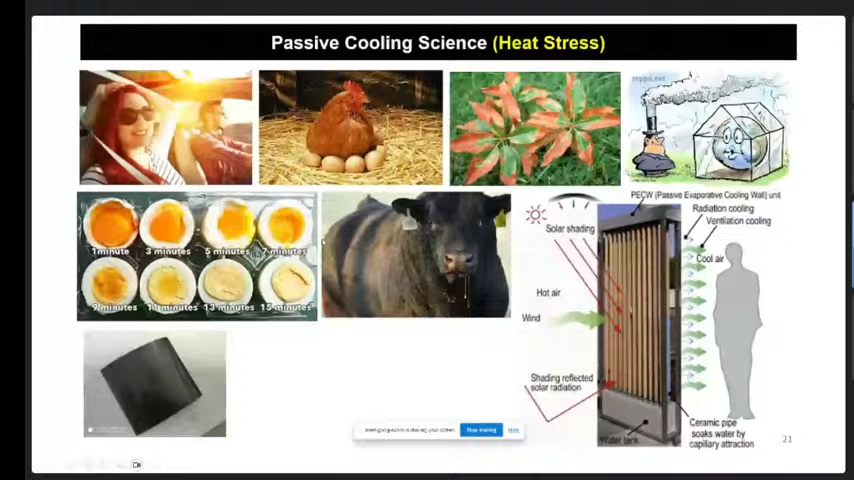 Passive Cooling Science (Heat Stress)
PECW (Passive Evaporative Cooling Wall) unit
Radiation cooling
Ventilation cooling
Solar shading
Cool air
1 minute
3 minutes
5 minutes
7 minutes
Hot air
9 minutes
11 minutes
13 minutes
15 minutes
Wind
Shading reflected
solar radiation
Stop sharing
Hide
Ceramic pipe
soaks water by
capillary attraction
Water tank
21